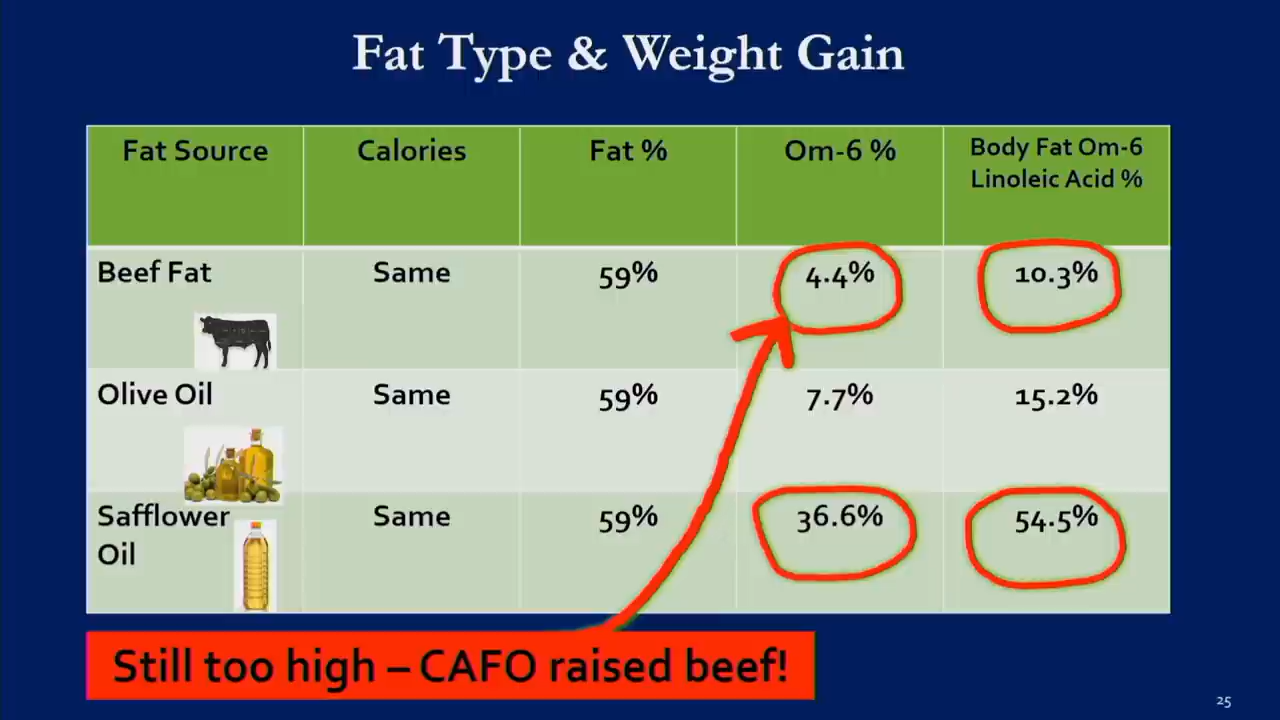 Fat Type & Weight Gain
Fat Source Calories Fat % Om-6 % Body Fat Om-6
Linoleic Acid %
Beef Fat Same 59% 4.4% 10.3%
Olive Oil Same 59% 7.7% 15.2%
Safflower Same 59% 36.6% 54.5%
Oil
Still too high – CAFO raised beef!
25